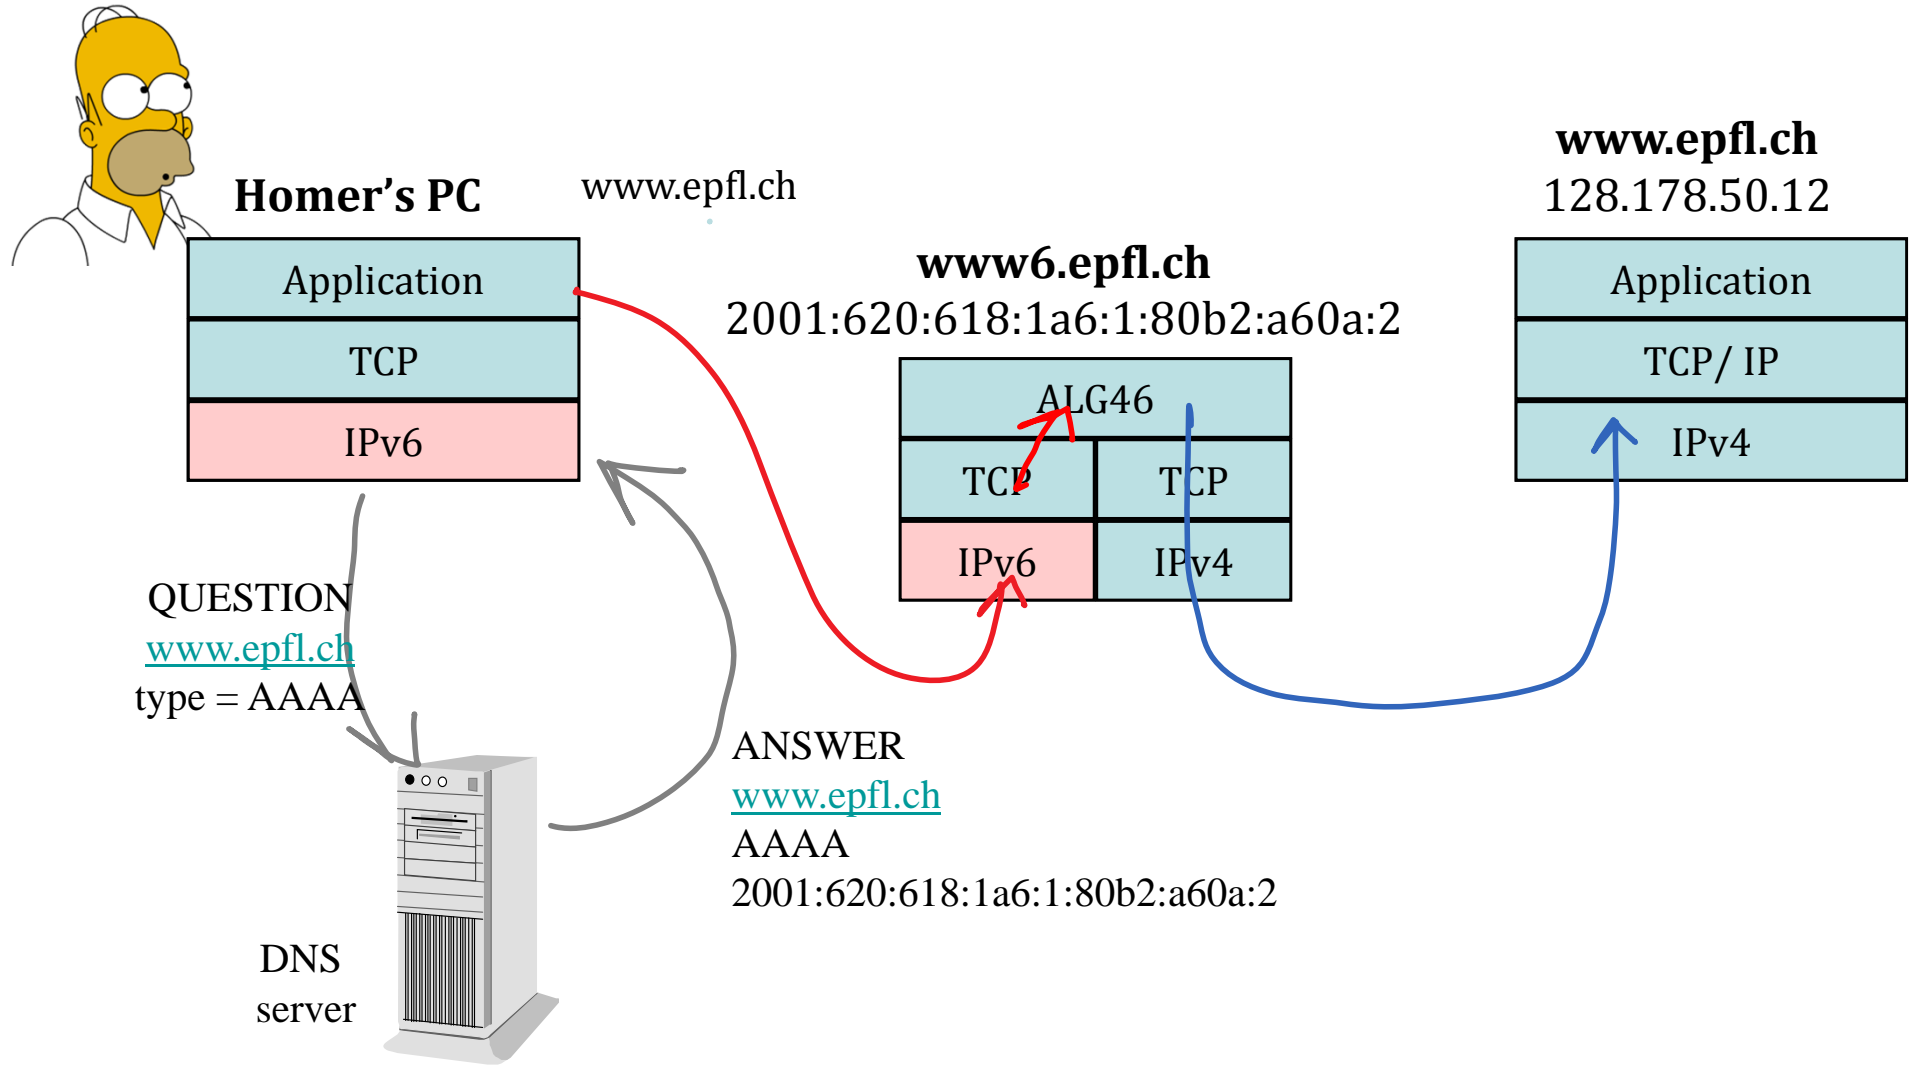 Homer's PC
www.epfl.ch
Application
TCP
IPv6
www6.epfl.ch
2001:620:618:1a6:1:80b2:a60a:2
ALG46
TCP TCP
IPv6 IPv4
www.epfl.ch
128.178.50.12
Application
TCP/ IP
IPv4
QUESTION
www.epfl.ch
type = AAAA
ANSWER
www.epfl.ch
AAAA
2001:620:618:1a6:1:80b2:a60a:2
DNS
server